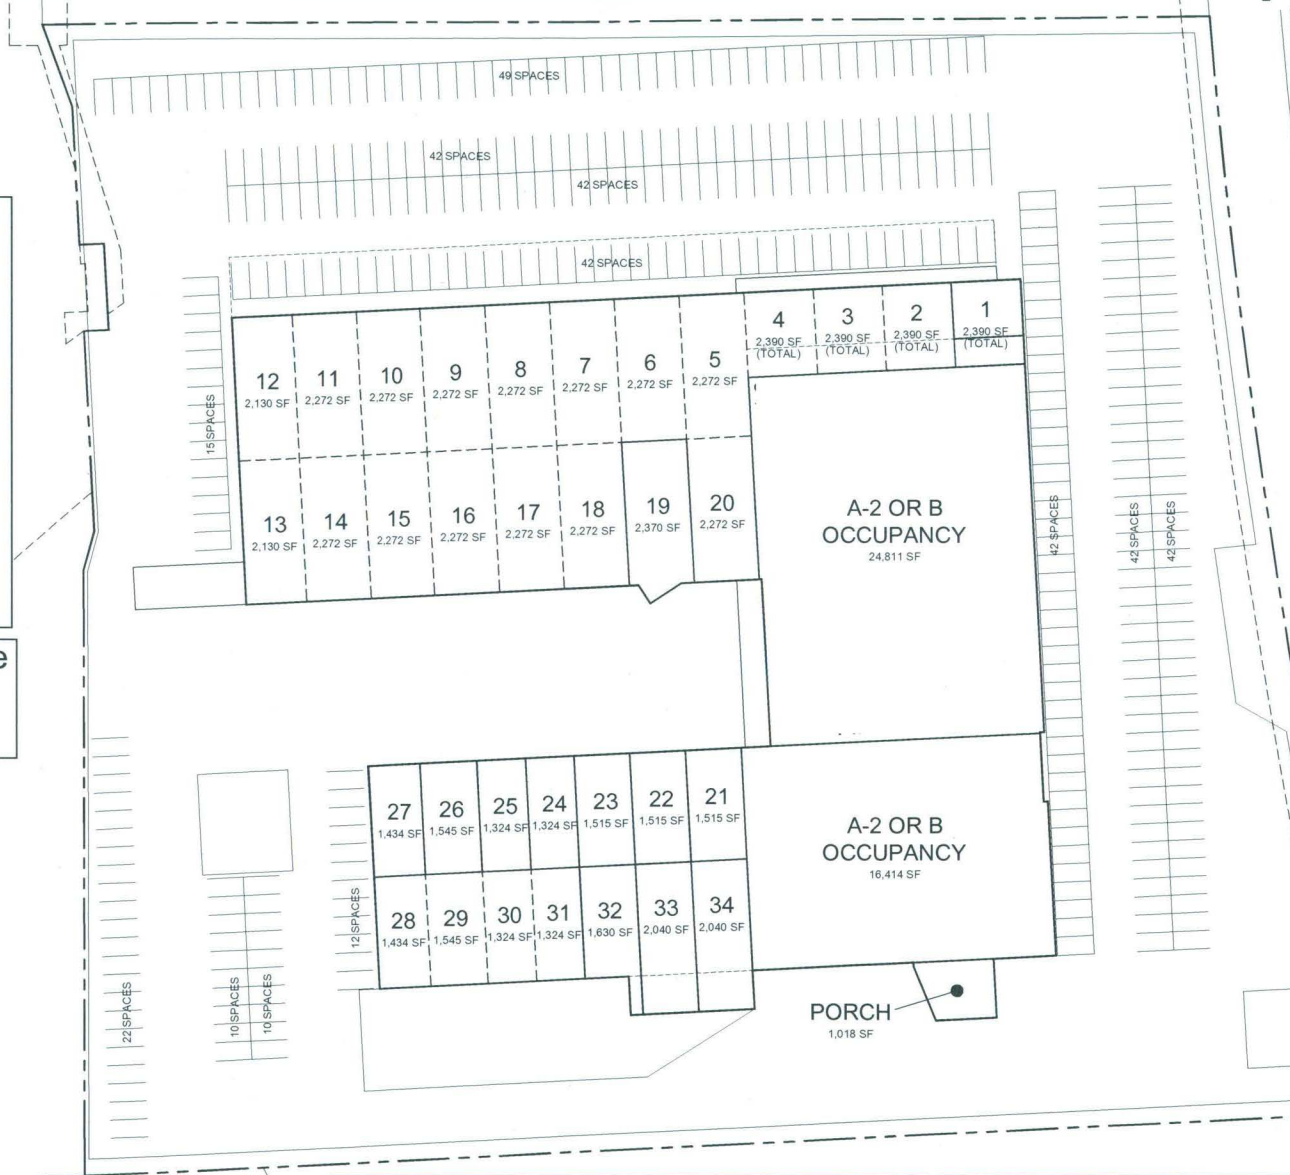 49 SPACES
42 SPACES
42 SPACES
42 SPACES
1
2,390 SF
(TOTAL)
2
2,390 SF
(TOTAL)
3
2,390 SF
(TOTAL)
4
2,390 SF
(TOTAL)
5
2,272 SF
6
2,272 SF
7
2,272 SF
8
2,272 SF
9
2,272 SF
10
2,272 SF
11
2,272 SF
12
2,130 SF
15 SPACES
13
2,130 SF
14
2,272 SF
15
2,272 SF
16
2,272 SF
17
2,272 SF
18
2,272 SF
19
2,370 SF
20
2,272 SF
A-2 OR B
OCCUPANCY
24,811 SF
42 SPACES
42 SPACES
42 SPACES
e
27
1,434 SF
26
1,545 SF
25
1,324 SF
24
1,324 SF
23
1,515 SF
22
1,515 SF
21
1,515 SF
A-2 OR B
OCCUPANCY
16,414 SF
28
1,434 SF
29
1,545 SF
30
1,324 SF
31
1,324 SF
32
1,630 SF
33
2,040 SF
34
2,040 SF
12 SPACES
22 SPACES
10 SPACES
10 SPACES
PORCH
1,018 SF